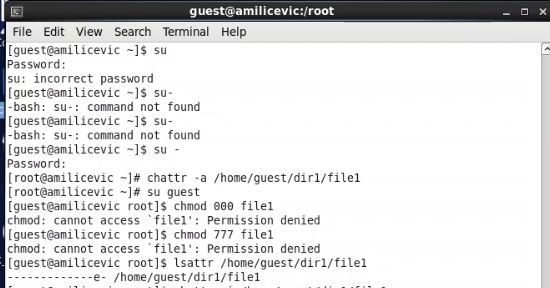 guest@amilicevic:/root
File Edit View Search Terminal Help
[guest@amilicevic ~]$ su
Password:
su: incorrect password
[guest@amilicevic ~]$ su-
-bash: su-: command not found
[guest@amilicevic ~]$ su-
-bash: su-: command not found
[guest@amilicevic ~]$ su -
Password:
[root@amilicevic ~]# chattr -a /home/guest/dir1/file1
[root@amilicevic ~]# su guest
[guest@amilicevic root]$ chmod 000 file1
chmod: cannot access `file1': Permission denied
[guest@amilicevic root]$ chmod 777 file1
chmod: cannot access `file1': Permission denied
[guest@amilicevic root]$ lsattr /home/guest/dir1/file1
-------------e- /home/guest/dir1/file1